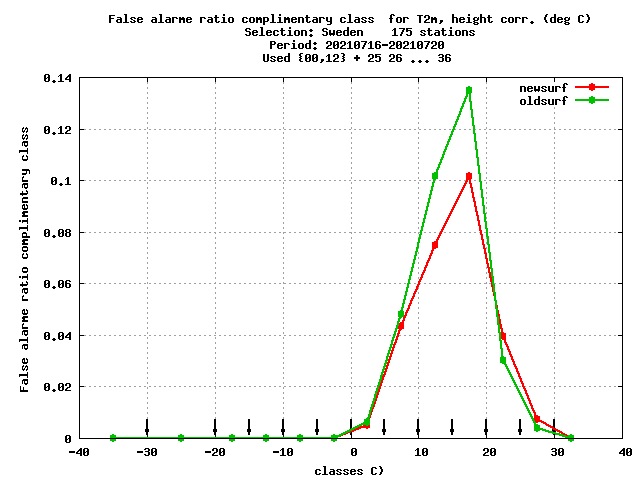 False alarme ratio complimentary class  for T2m, height corr. (deg C)
Selection: Sweden    175 stations
Period: 20210716-20210720
Used {00,12} + 25 26 ... 36
newsurf
oldsurf
False alarme ratio complimentary class
0.14
0.12
0.1
0.08
0.06
0.04
0.02
0
-40 -30 -20 -10 0 10 20 30 40
classes C)